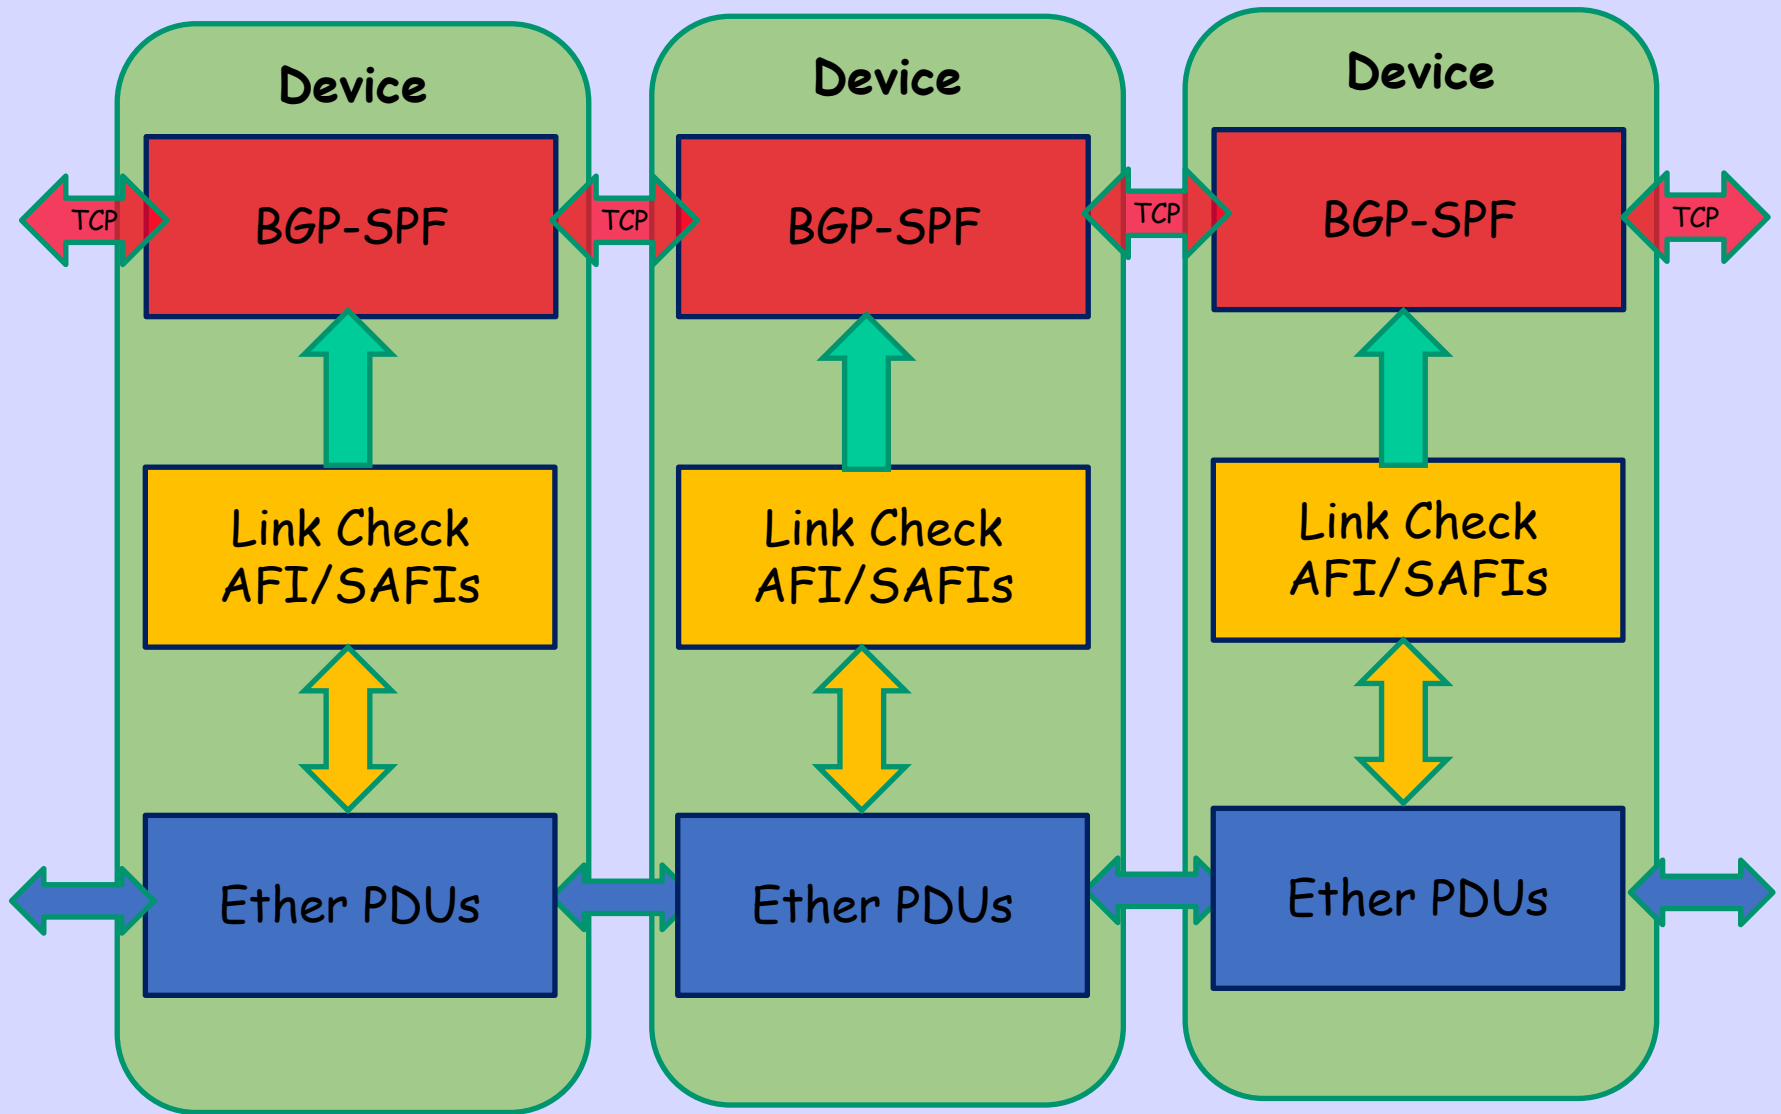 Device
Device
Device
TCP
BGP-SPF
TCP
BGP-SPF
TCP
BGP-SPF
TCP
Link Check
AFI/SAFIs
Link Check
AFI/SAFIs
Link Check
AFI/SAFIs
Ether PDUs
Ether PDUs
Ether PDUs